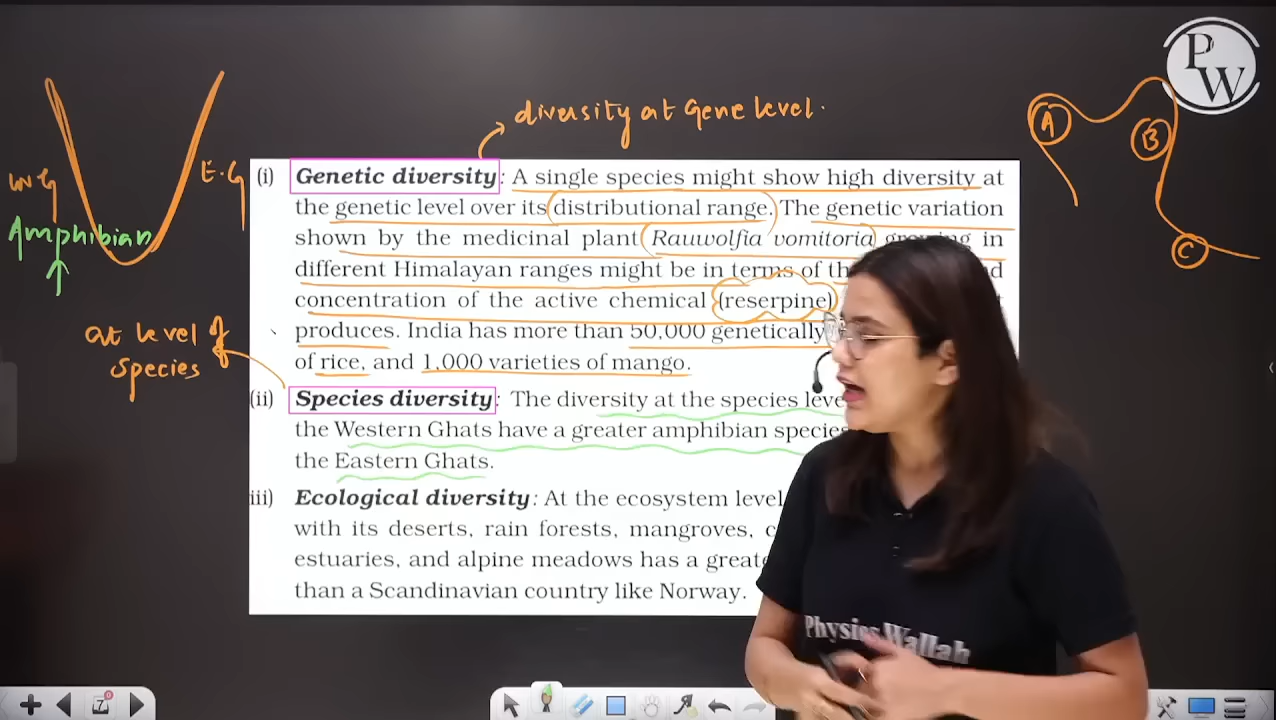 P
W
diversity at Gene level.
A
B
C
W.G
E.G
Amphibian
at level of
species
(i) Genetic diversity: A single species might show high diversity at
the genetic level over its distributional range. The genetic variation
shown by the medicinal plant Rauwolfia vomitoria growing in
different Himalayan ranges might be in terms of
concentration of the active chemical (reserpine)
produces. India has more than 50,000 genetically
of rice, and 1,000 varieties of mango.
(ii) Species diversity: The diversity at the species
the Western Ghats have a greater amphibian species
the Eastern Ghats.
iii) Ecological diversity: At the ecosystem level
with its deserts, rain forests, mangroves,
estuaries, and alpine meadows has a
than a Scandinavian country like Norway.
Physics Wallah
7